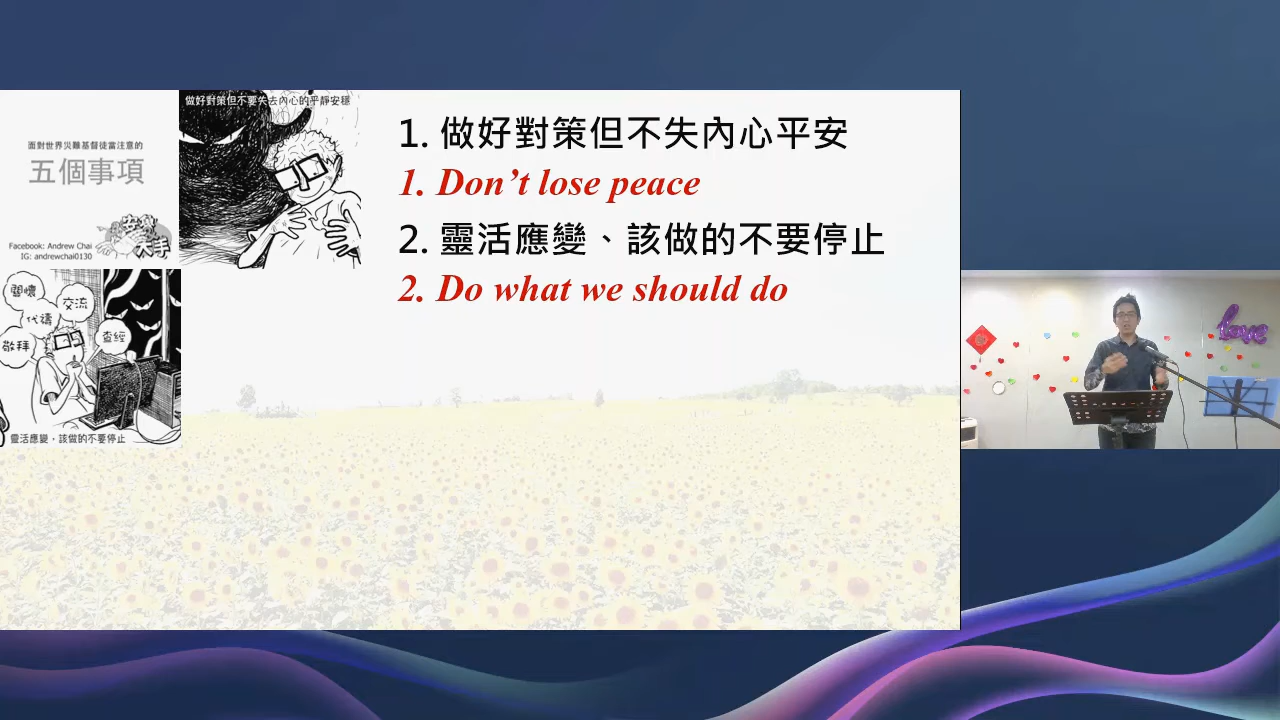 面對世界災難基督徒當注意的
五個事項
Facebook: Andrew Chai
IG: andrewchai0130
做好對策但不要失去內心的平靜安穩
關懷
交流
代禱
敬拜
查經
靈活應變、該做的不要停止
1. 做好對策但不失內心平安
1. Don’t lose peace
2. 靈活應變、該做的不要停止
2. Do what we should do
love